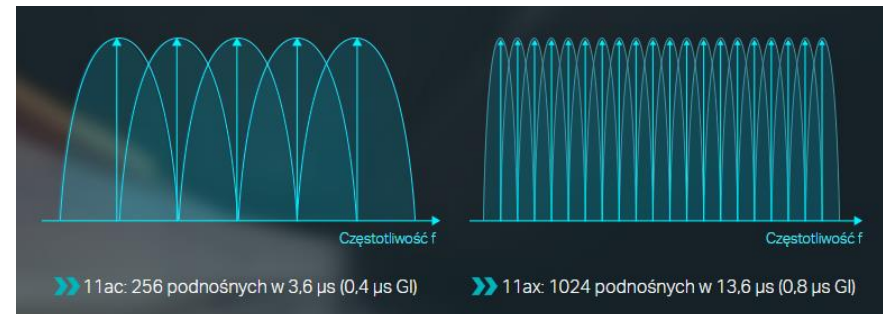 Częstotliwość f
Częstotliwość f
11ac: 256 podnośnych w 3,6 µs (0,4 µs GI)
11ax: 1024 podnośnych w 13,6 µs (0,8 µs GI)